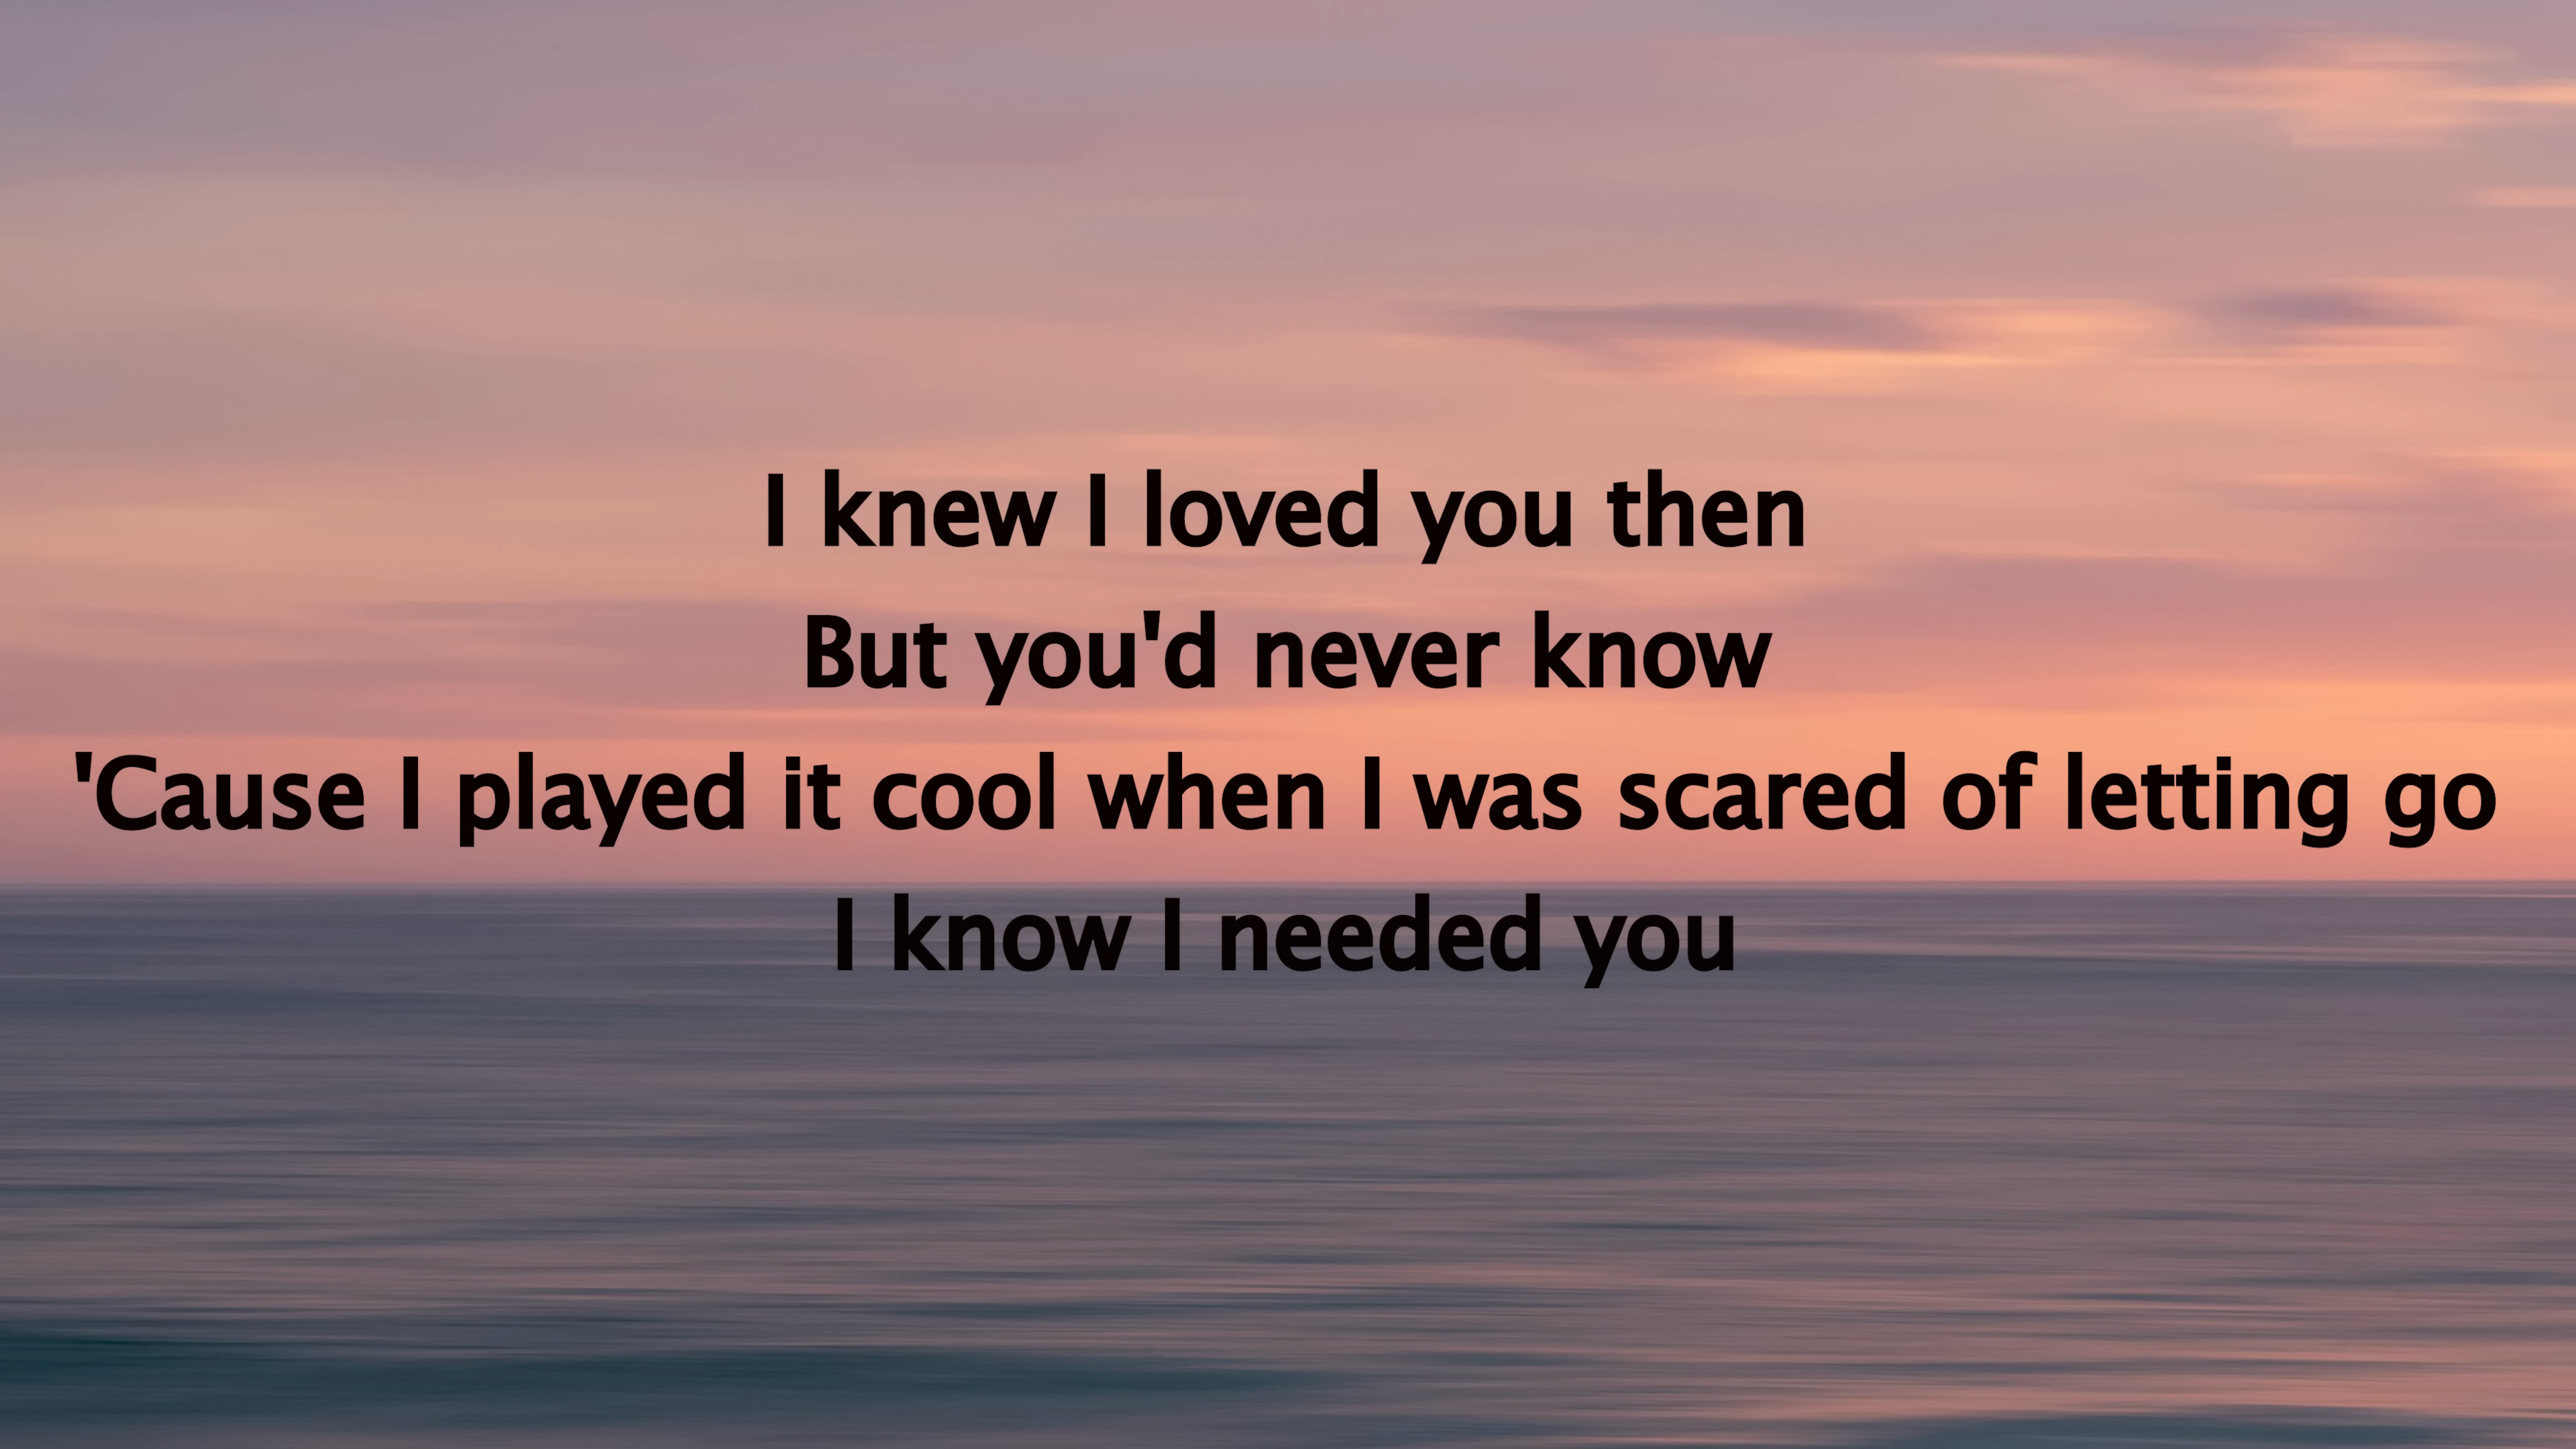 I knew I loved you then
But you'd never know
'Cause I played it cool when I was scared of letting go
I know I needed you